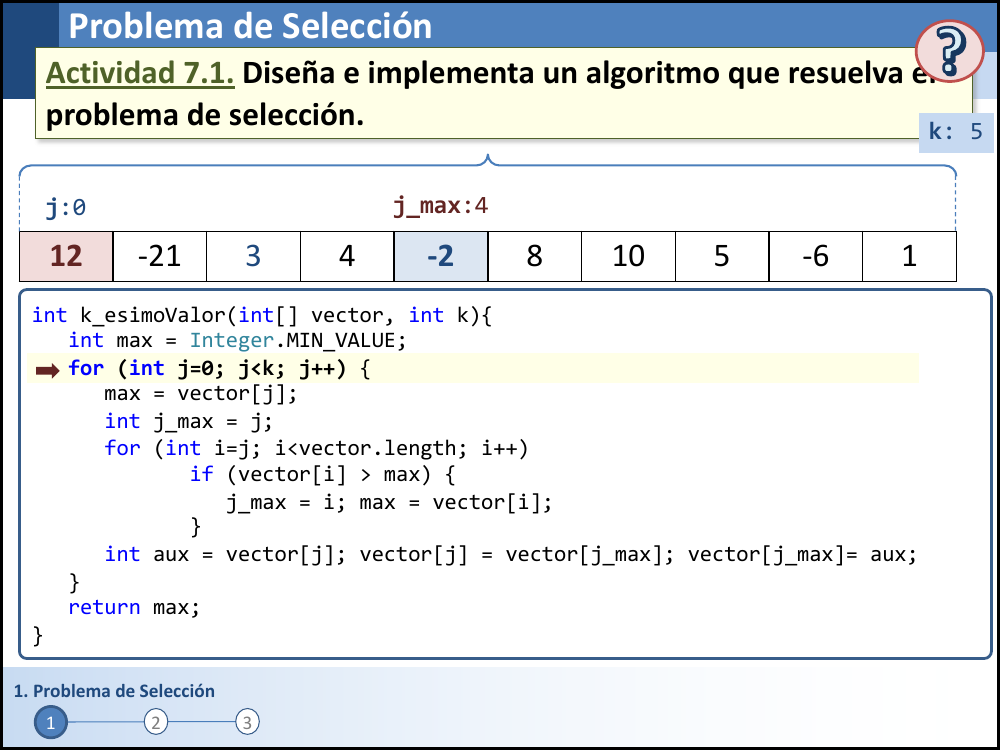 Problema de Selección
?
Actividad 7.1. Diseña e implementa un algoritmo que resuelva el
problema de selección.
k: 5
j:0 j_max:4
12 -21 3 4 -2 8 10 5 -6 1
int k_esimoValor(int[] vector, int k){
int max = Integer.MIN_VALUE;
for (int j=0; j<k; j++) {
max = vector[j];
int j_max = j;
for (int i=j; i<vector.length; i++)
if (vector[i] > max) {
j_max = i; max = vector[i];
}
int aux = vector[j]; vector[j] = vector[j_max]; vector[j_max]= aux;
}
return max;
}
1. Problema de Selección
1 2 3